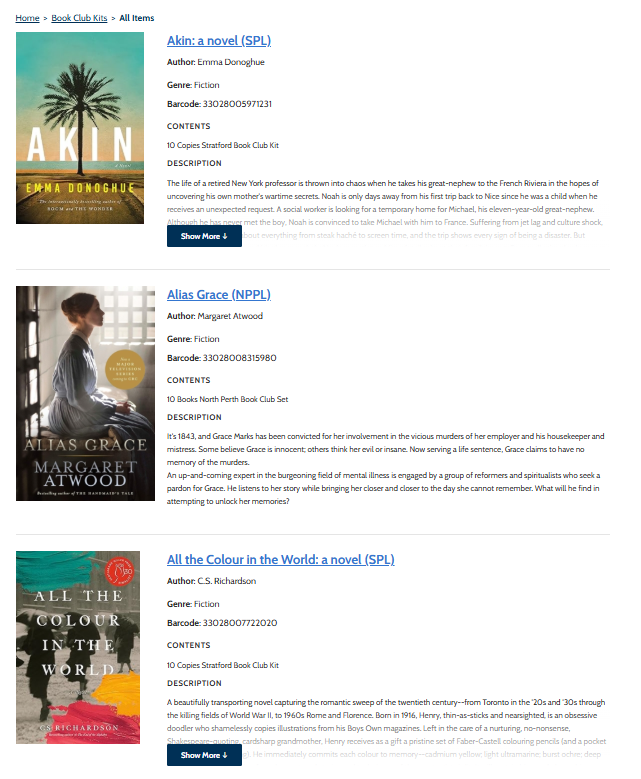 Home > Book Club Kits > All Items
Akin: a novel (SPL)
Author: Emma Donoghue
Genre: Fiction
Barcode: 33028005971231
CONTENTS
10 Copies Stratford Book Club Kit
DESCRIPTION
The life of a retired New York professor is thrown into chaos when he takes his great-nephew to the French Riviera in the hopes of
uncovering his own mother's wartime secrets. Noah is only days away from his first trip back to Nice since he was a child when he
receives an unexpected request. A social worker is looking for a temporary home for Michael, his eleven-year-old great-nephew.
Although he has never met the boy, Noah is convinced to take Michael with him to France. Suffering from jet lag and culture shock,
about everything from steak haché to screen time, and the trip shows every sign of being a disaster. But
Show More ↓
AKIN
a Novel
EMMA DONOGHUE
The internationally bestselling author of
ROOM and THE WONDER
Alias Grace (NPPL)
Author: Margaret Atwood
Genre: Fiction
Barcode: 33028008315980
CONTENTS
10 Books North Perth Book Club Set
DESCRIPTION
It's 1843, and Grace Marks has been convicted for her involvement in the vicious murders of her employer and his housekeeper and
mistress. Some believe Grace is innocent; others think her evil or insane. Now serving a life sentence, Grace claims to have no
memory of the murders.
An up-and-coming expert in the burgeoning field of mental illness is engaged by a group of reformers and spiritualists who seek a
pardon for Grace. He listens to her story while bringing her closer and closer to the day she cannot remember. What will he find in
attempting to unlock her memories?
MAJOR
TELEVISION
SERIES
ALIAS GRACE
MARGARET
ATWOOD
Bestselling author of THE HANDMAID'S TALE
All the Colour in the World: a novel (SPL)
Author: C.S. Richardson
Genre: Fiction
Barcode: 33028007722020
CONTENTS
10 Copies Stratford Book Club Kit
DESCRIPTION
A beautifully transporting novel capturing the romantic sweep of the twentieth century--from Toronto in the '20s and '30s through
the killing fields of World War II, to 1960s Rome and Florence. Born in 1916, Henry, thin-as-sticks and nearsighted, is an obsessive
doodler who shamelessly copies illustrations from his Boys Own magazines. Left in the care of a nurturing, no-nonsense,
Shakespeare-quoting, cardsharp grandmother, Henry receives as a gift a pristine set of Faber-Castell colouring pencils (and a pocket
He immediately commits each colour to memory--cadmium yellow; light ultramarine; burnt ochre; deep
Show More ↓
ALL THE
COLOUR
IN THE
WORLD
RICHARDSON